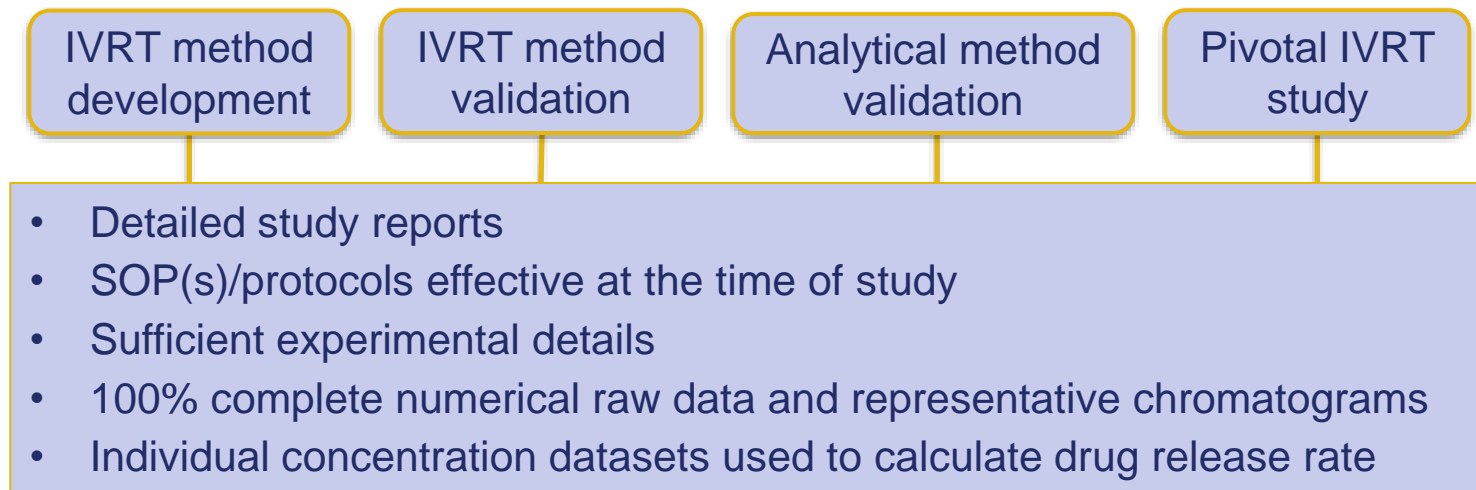 IVRT method
development
IVRT method
validation
Analytical method
validation
Pivotal IVRT
study
• Detailed study reports
• SOP(s)/protocols effective at the time of study
• Sufficient experimental details
• 100% complete numerical raw data and representative chromatograms
• Individual concentration datasets used to calculate drug release rate